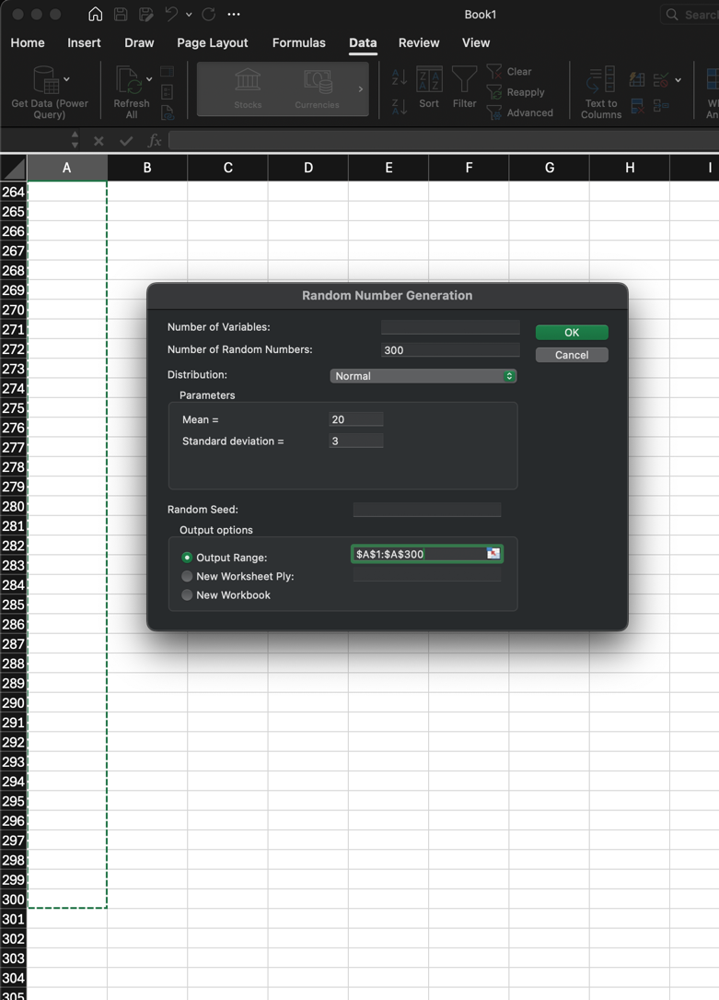 Book1
Search
Home Insert Draw Page Layout Formulas Data Review View
Get Data (Power Query)
Refresh All
Stocks
Currencies
Sort
Filter
Clear
Reapply
Advanced
Text to Columns
fx
A B C D E F G H I
264
265
266
267
268
269
270
271
272
273
274
275
276
277
278
279
280
281
282
283
284
285
286
287
288
289
290
291
292
293
294
295
296
297
298
299
300
301
302
303
304
305
Random Number Generation
Number of Variables:
OK
Number of Random Numbers: 300
Cancel
Distribution: Normal
Parameters
Mean = 20
Standard deviation = 3
Random Seed:
Output options
Output Range: $A$1:$A$300
New Worksheet Ply:
New Workbook